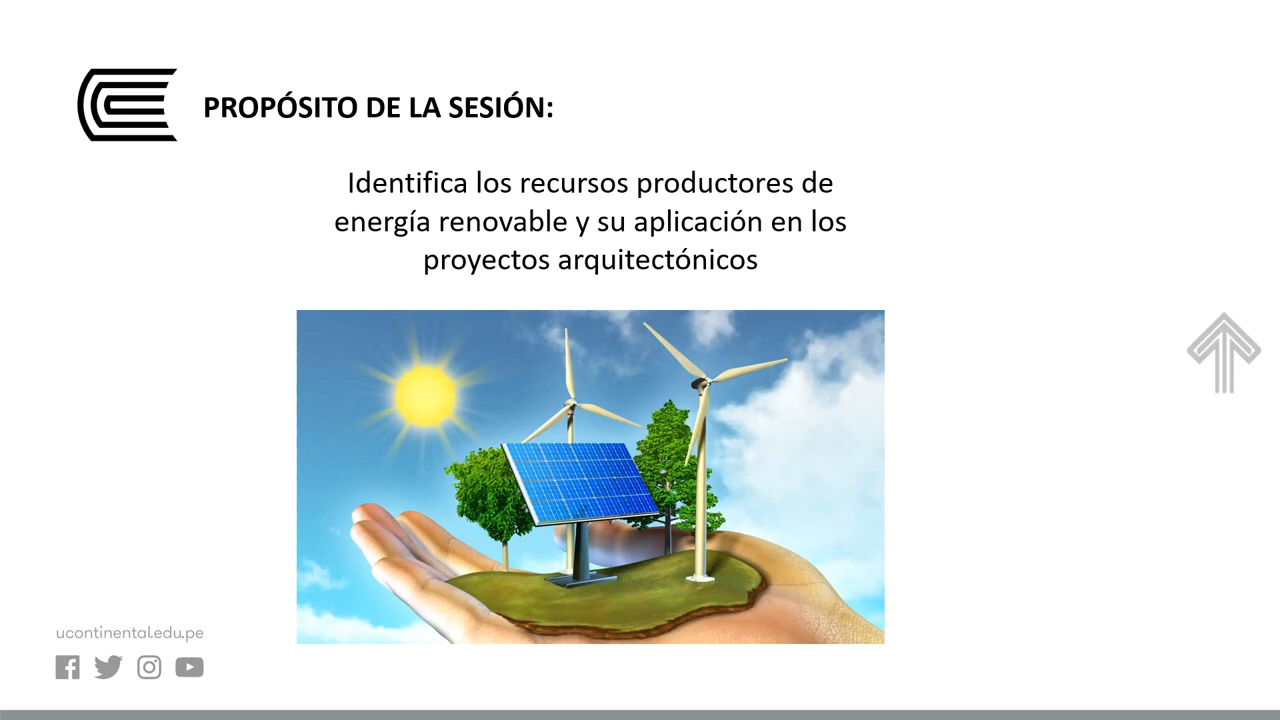 PROPÓSITO DE LA SESIÓN:
Identifica los recursos productores de
energía renovable y su aplicación en los
proyectos arquitectónicos
ucontinental.edu.pe